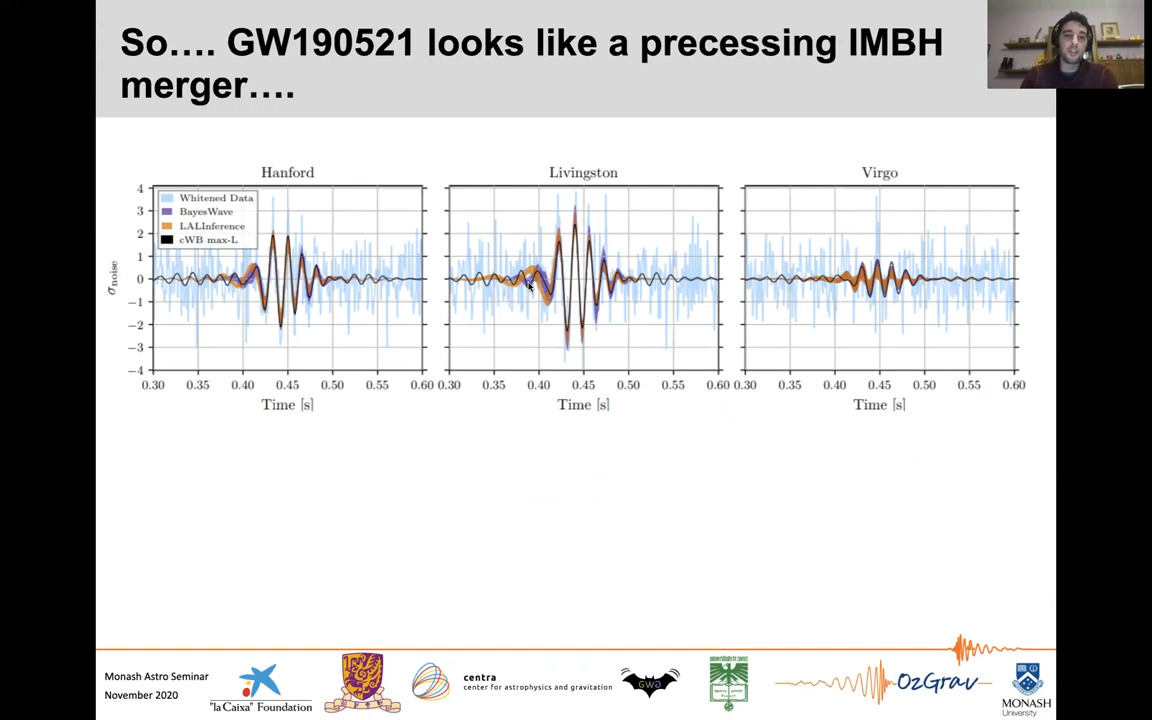 So.... GW190521 looks like a precessing IMBH
merger....
Hanford
Livingston
Virgo
Whitened Data
BayesWave
LALInference
cWB max-L
σnoise
4
3
2
1
0
−1
−2
−3
−4
0.30 0.35 0.40 0.45 0.50 0.55 0.60
0.30 0.35 0.40 0.45 0.50 0.55 0.60
0.30 0.35 0.40 0.45 0.50 0.55 0.60
Time [s]
Time [s]
Time [s]
Monash Astro Seminar
November 2020
"la Caixa" Foundation
centra
center for astrophysics and gravitation
GWG
OzGrav
MONASH
University